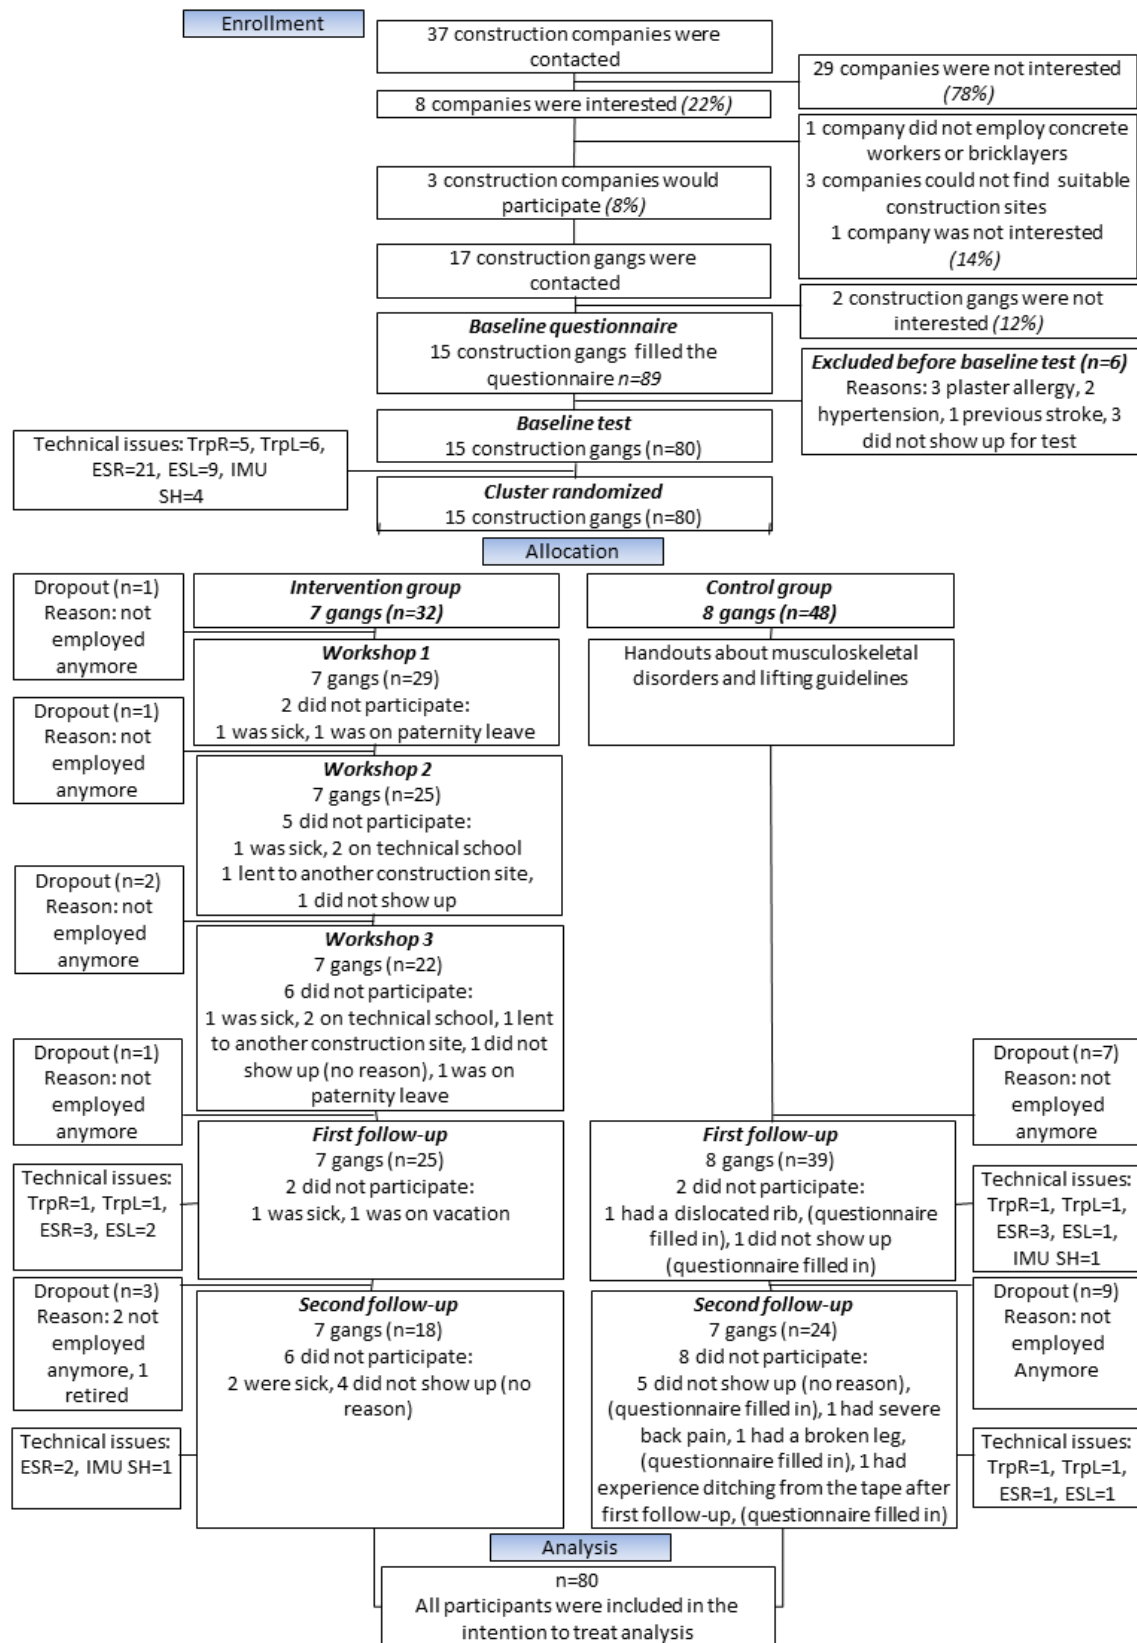 Enrollment
37 construction companies were
contacted
29 companies were not interested
(78%)
8 companies were interested (22%)
1 company did not employ concrete
workers or bricklayers
3 companies could not find suitable
construction sites
1 company was not interested
(14%)
3 construction companies would
participate (8%)
17 construction gangs were
contacted
2 construction gangs were not
interested (12%)
Baseline questionnaire
15 construction gangs filled the
questionnaire n=89
Excluded before baseline test (n=6)
Reasons: 3 plaster allergy, 2
hypertension, 1 previous stroke, 3
did not show up for test
Baseline test
15 construction gangs (n=80)
Technical issues: TrpR=5, TrpL=6,
ESR=21, ESL=9, IMU
SH=4
Cluster randomized
15 construction gangs (n=80)
Allocation
Dropout (n=1)
Reason: not
employed
anymore
Intervention group
7 gangs (n=32)
Control group
8 gangs (n=48)
Workshop 1
7 gangs (n=29)
2 did not participate:
1 was sick, 1 was on paternity leave
Handouts about musculoskeletal
disorders and lifting guidelines
Dropout (n=1)
Reason: not
employed
anymore
Workshop 2
7 gangs (n=25)
5 did not participate:
1 was sick, 2 on technical school
1 lent to another construction site,
1 did not show up
Dropout (n=2)
Reason: not
employed
anymore
Workshop 3
7 gangs (n=22)
6 did not participate:
1 was sick, 2 on technical school, 1 lent
to another construction site, 1 did not
show up (no reason), 1 was on
paternity leave
Dropout (n=1)
Reason: not
employed
anymore
Dropout (n=7)
Reason: not
employed
anymore
First follow-up
7 gangs (n=25)
2 did not participate:
1 was sick, 1 was on vacation
First follow-up
8 gangs (n=39)
2 did not participate:
1 had a dislocated rib, (questionnaire
filled in), 1 did not show up
(questionnaire filled in)
Technical issues:
TrpR=1, TrpL=1,
ESR=3, ESL=2
Technical issues:
TrpR=1, TrpL=1,
ESR=3, ESL=1,
IMU SH=1
Dropout (n=3)
Reason: 2 not
employed
anymore, 1
retired
Dropout (n=9)
Reason: not
employed
Anymore
Second follow-up
7 gangs (n=18)
6 did not participate:
2 were sick, 4 did not show up (no
reason)
Second follow-up
7 gangs (n=24)
8 did not participate:
5 did not show up (no reason),
(questionnaire filled in), 1 had severe
back pain, 1 had a broken leg,
(questionnaire filled in), 1 had
experience ditching from the tape after
first follow-up, (questionnaire filled in)
Technical issues:
ESR=2, IMU SH=1
Technical issues:
TrpR=1, TrpL=1,
ESR=1, ESL=1
Analysis
n=80
All participants were included in the
intention to treat analysis